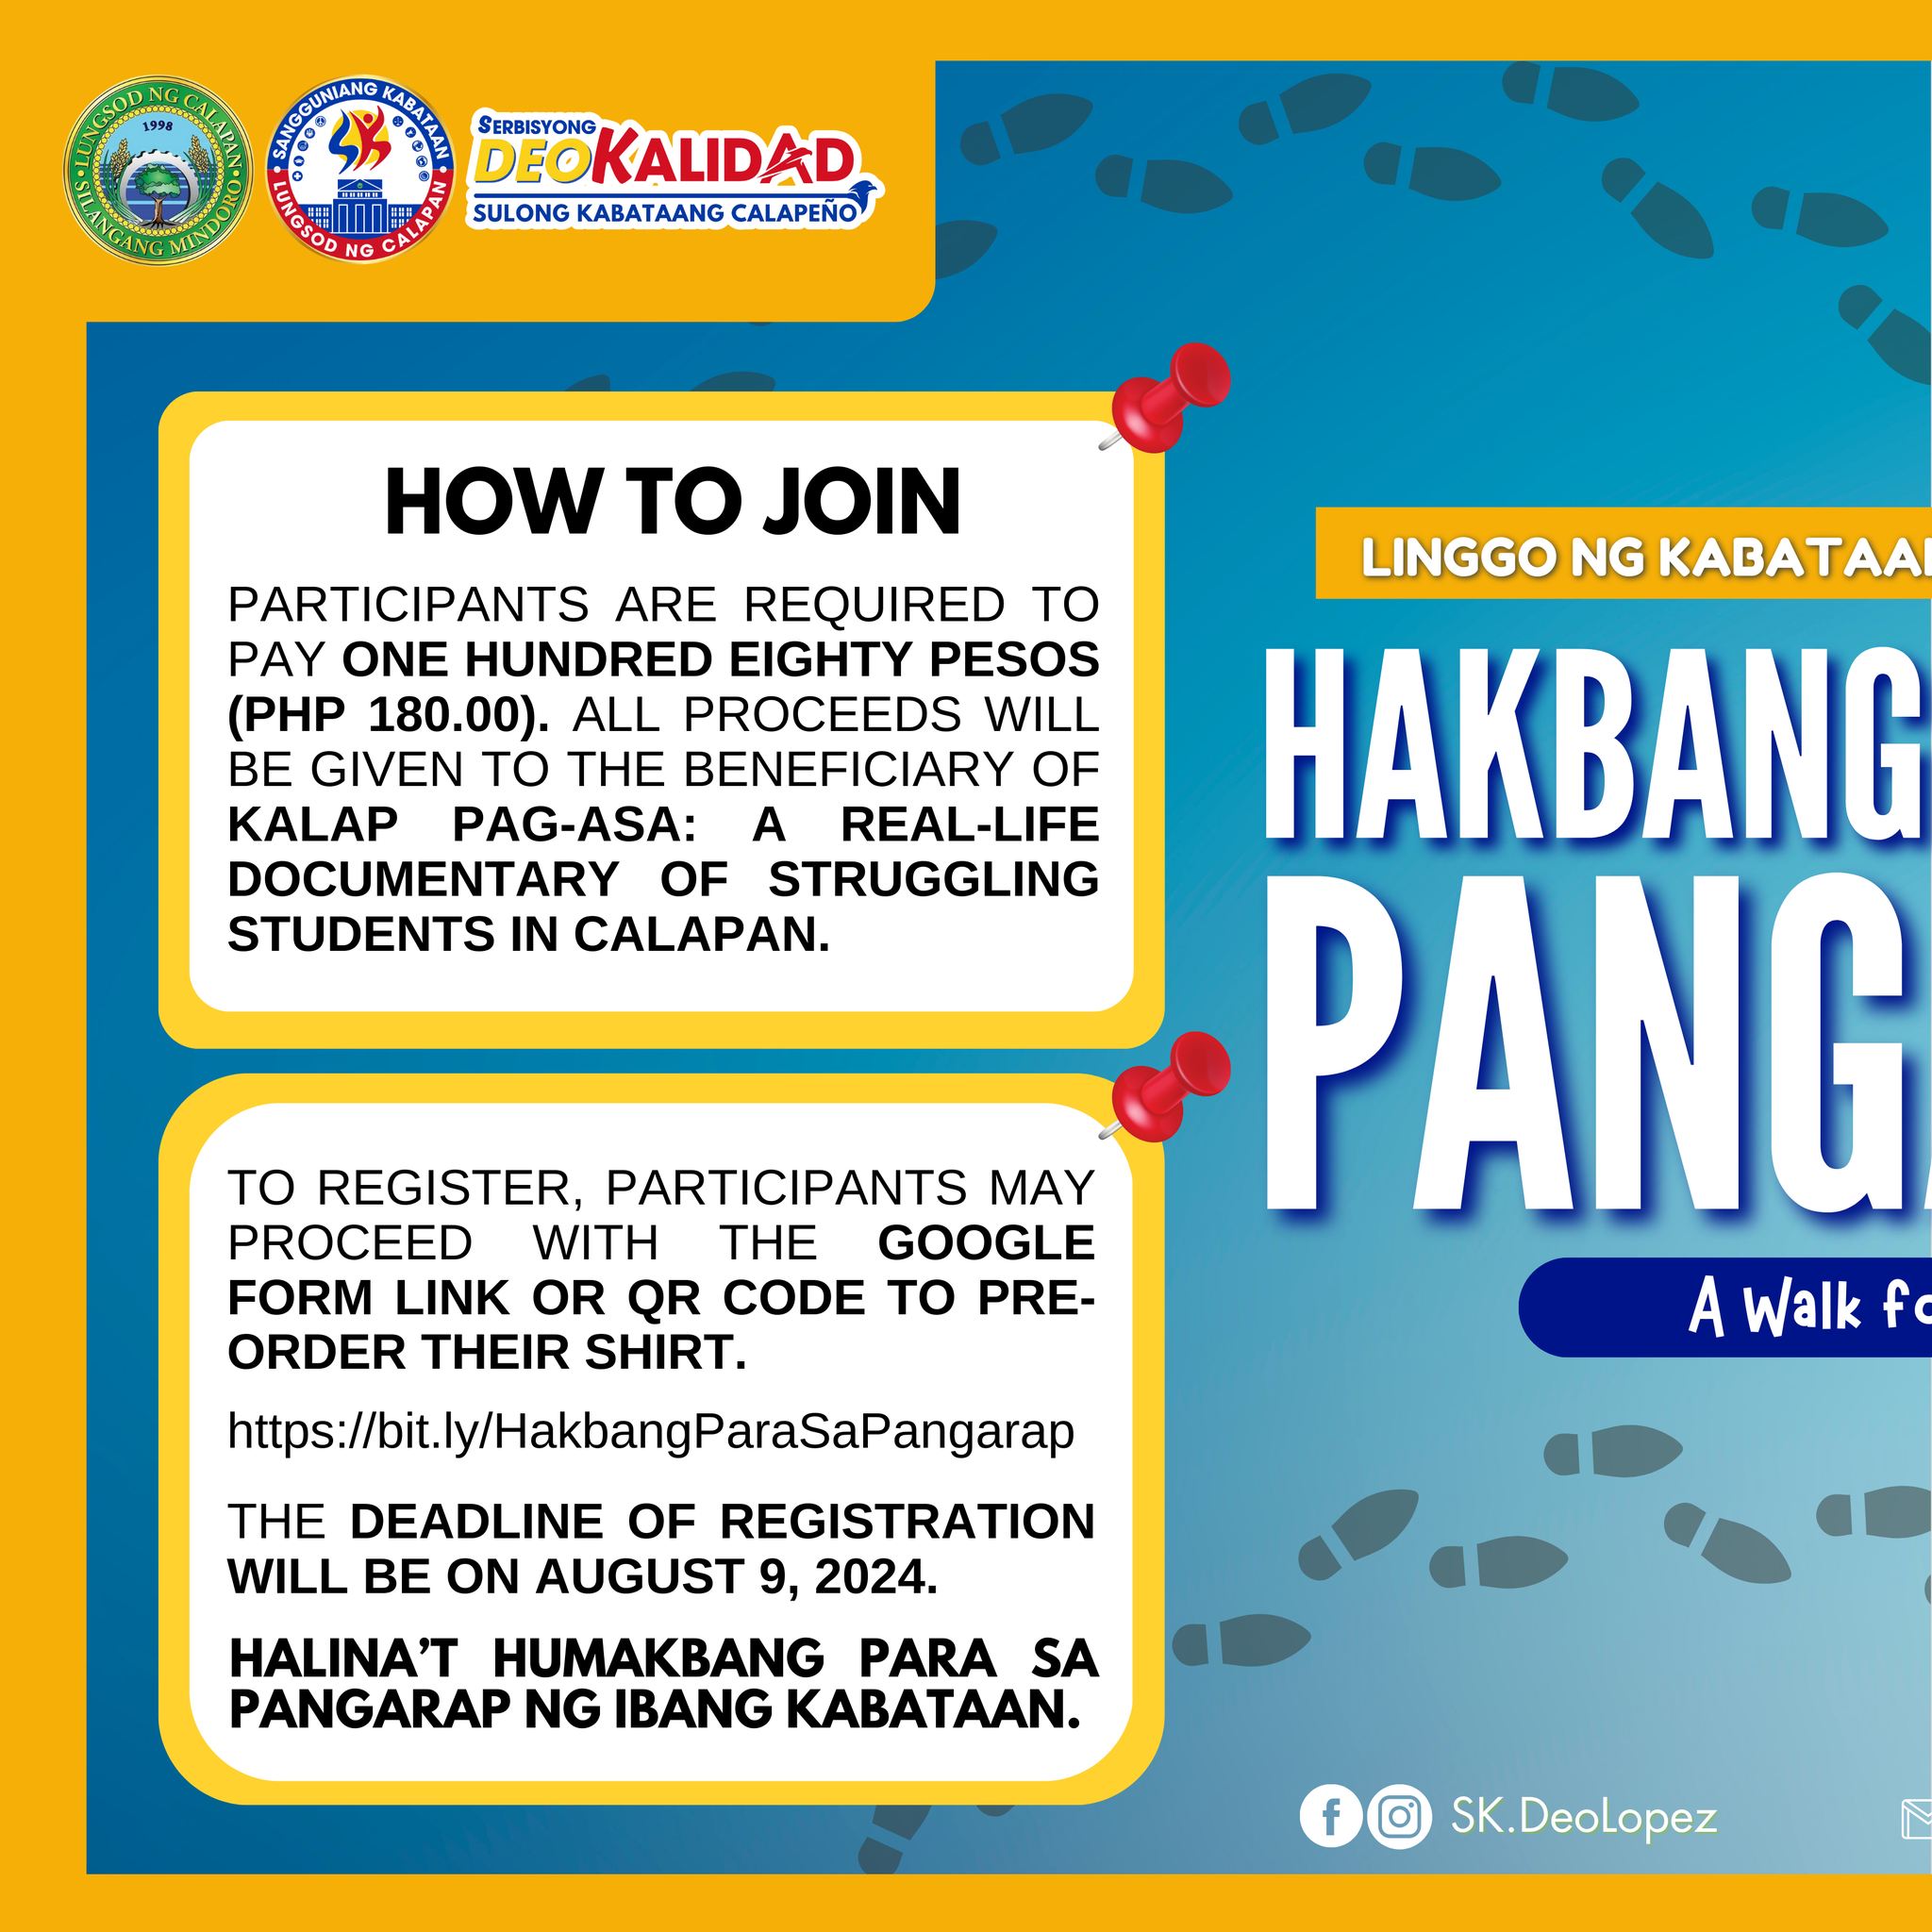 LUNGSOD NG CALAPAN
1998
SILANGANG MINDORO
SANGGUNIANG KABATAAN
LUNGSOD NG CALAPAN
SERBISYONG
DEOKALIDAD
SULONG KABATAANG CALAPEÑO
HOW TO JOIN
PARTICIPANTS ARE REQUIRED TO
PAY ONE HUNDRED EIGHTY PESOS
(PHP 180.00). ALL PROCEEDS WILL
BE GIVEN TO THE BENEFICIARY OF
KALAP PAG-ASA: A REAL-LIFE
DOCUMENTARY OF STRUGGLING
STUDENTS IN CALAPAN.
TO REGISTER, PARTICIPANTS MAY
PROCEED WITH THE GOOGLE
FORM LINK OR QR CODE TO PRE-
ORDER THEIR SHIRT.
https://bit.ly/HakbangParaSaPangarap
THE DEADLINE OF REGISTRATION
WILL BE ON AUGUST 9, 2024.
HALINA’T HUMAKBANG PARA SA
PANGARAP NG IBANG KABATAAN.
LINGGO NG KABATAAN
HAKBANG
PANG
A Walk fo
SK.DeoLopez